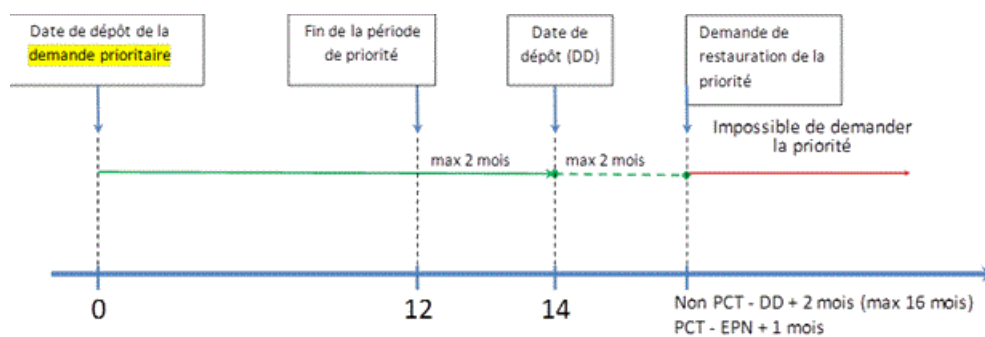 Date de dépôt de la
demande prioritaire
Fin de la période
de priorité
Date de
dépôt (DD)
Demande de
restauration de la
priorité
Impossible de demander
la priorité
max 2 mois
max 2 mois
0
12
14
Non PCT - DD + 2 mois (max 16 mois)
PCT - EPN + 1 mois